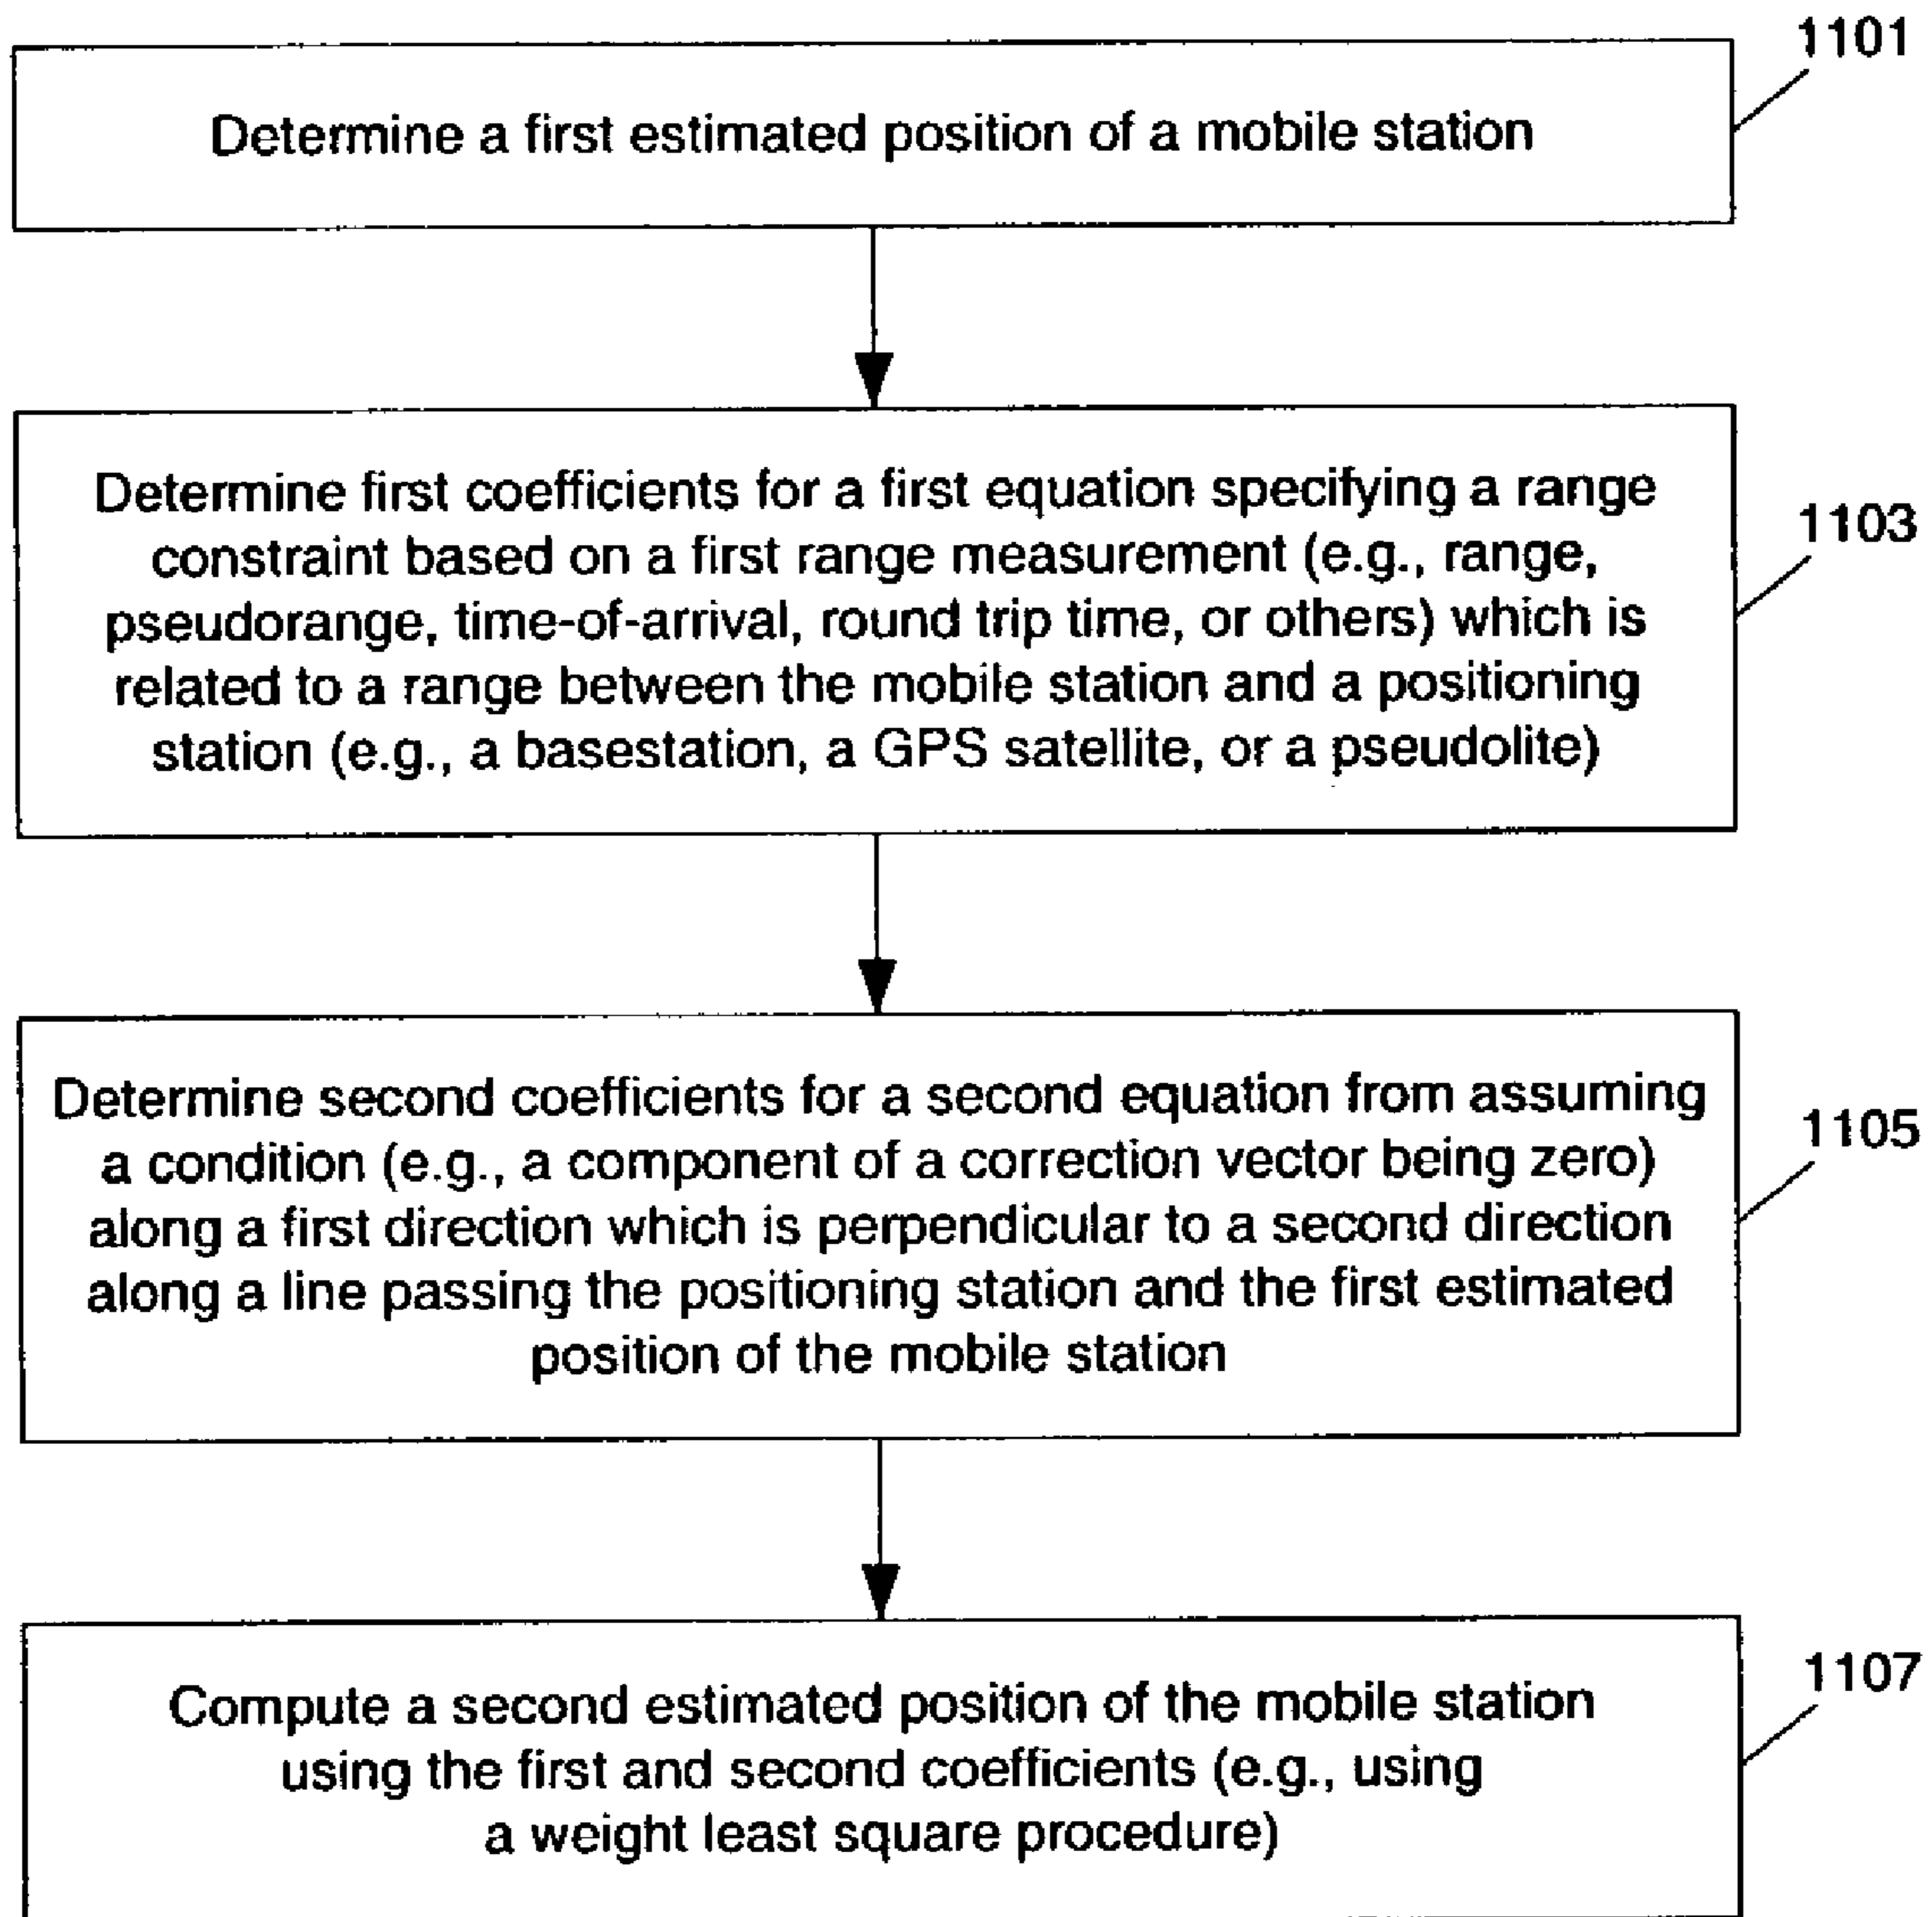 1101
Determine a first estimated position of a mobile station
Determine first coefficients for a first equation specifying a range
constraint based on a first range measurement (e.g., range,
pseudorange, time-of-arrival, round trip time, or others) which is
related to a range between the mobile station and a positioning
station (e.g., a basestation, a GPS satellite, or a pseudolite)
1103
Determine second coefficients for a second equation from assuming
a condition (e.g., a component of a correction vector being zero)
along a first direction which is perpendicular to a second direction
along a line passing the positioning station and the first estimated
position of the mobile station
1105
Compute a second estimated position of the mobile station
using the first and second coefficients (e.g., using
a weight least square procedure)
1107